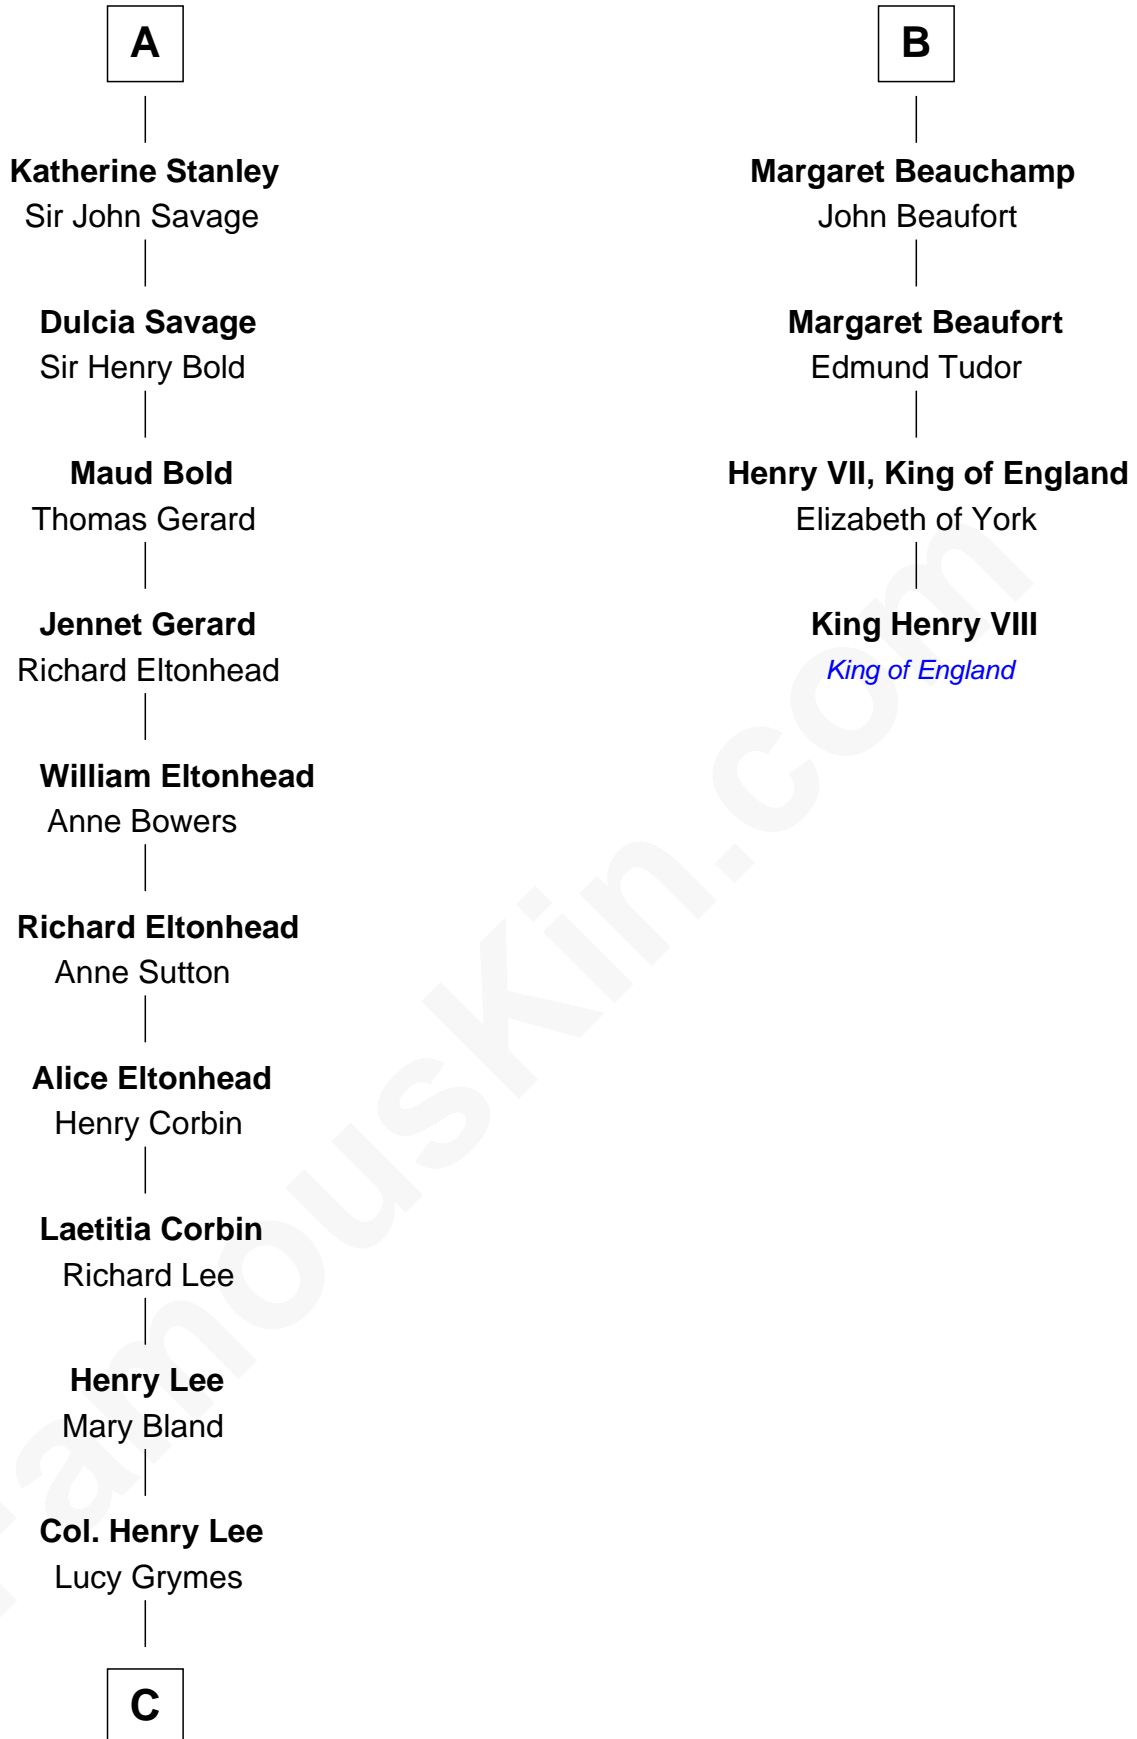 A
Katherine Stanley
Sir John Savage
Dulcia Savage
Sir Henry Bold
Maud Bold
Thomas Gerard
Jennet Gerard
Richard Eltonhead
William Eltonhead
Anne Bowers
Richard Eltonhead
Anne Sutton
Alice Eltonhead
Henry Corbin
Laetitia Corbin
Richard Lee
Henry Lee
Mary Bland
Col. Henry Lee
Lucy Grymes
C
B
Margaret Beauchamp
John Beaufort
Margaret Beaufort
Edmund Tudor
Henry VII, King of England
Elizabeth of York
King Henry VIII
King of England
FamousKin.com